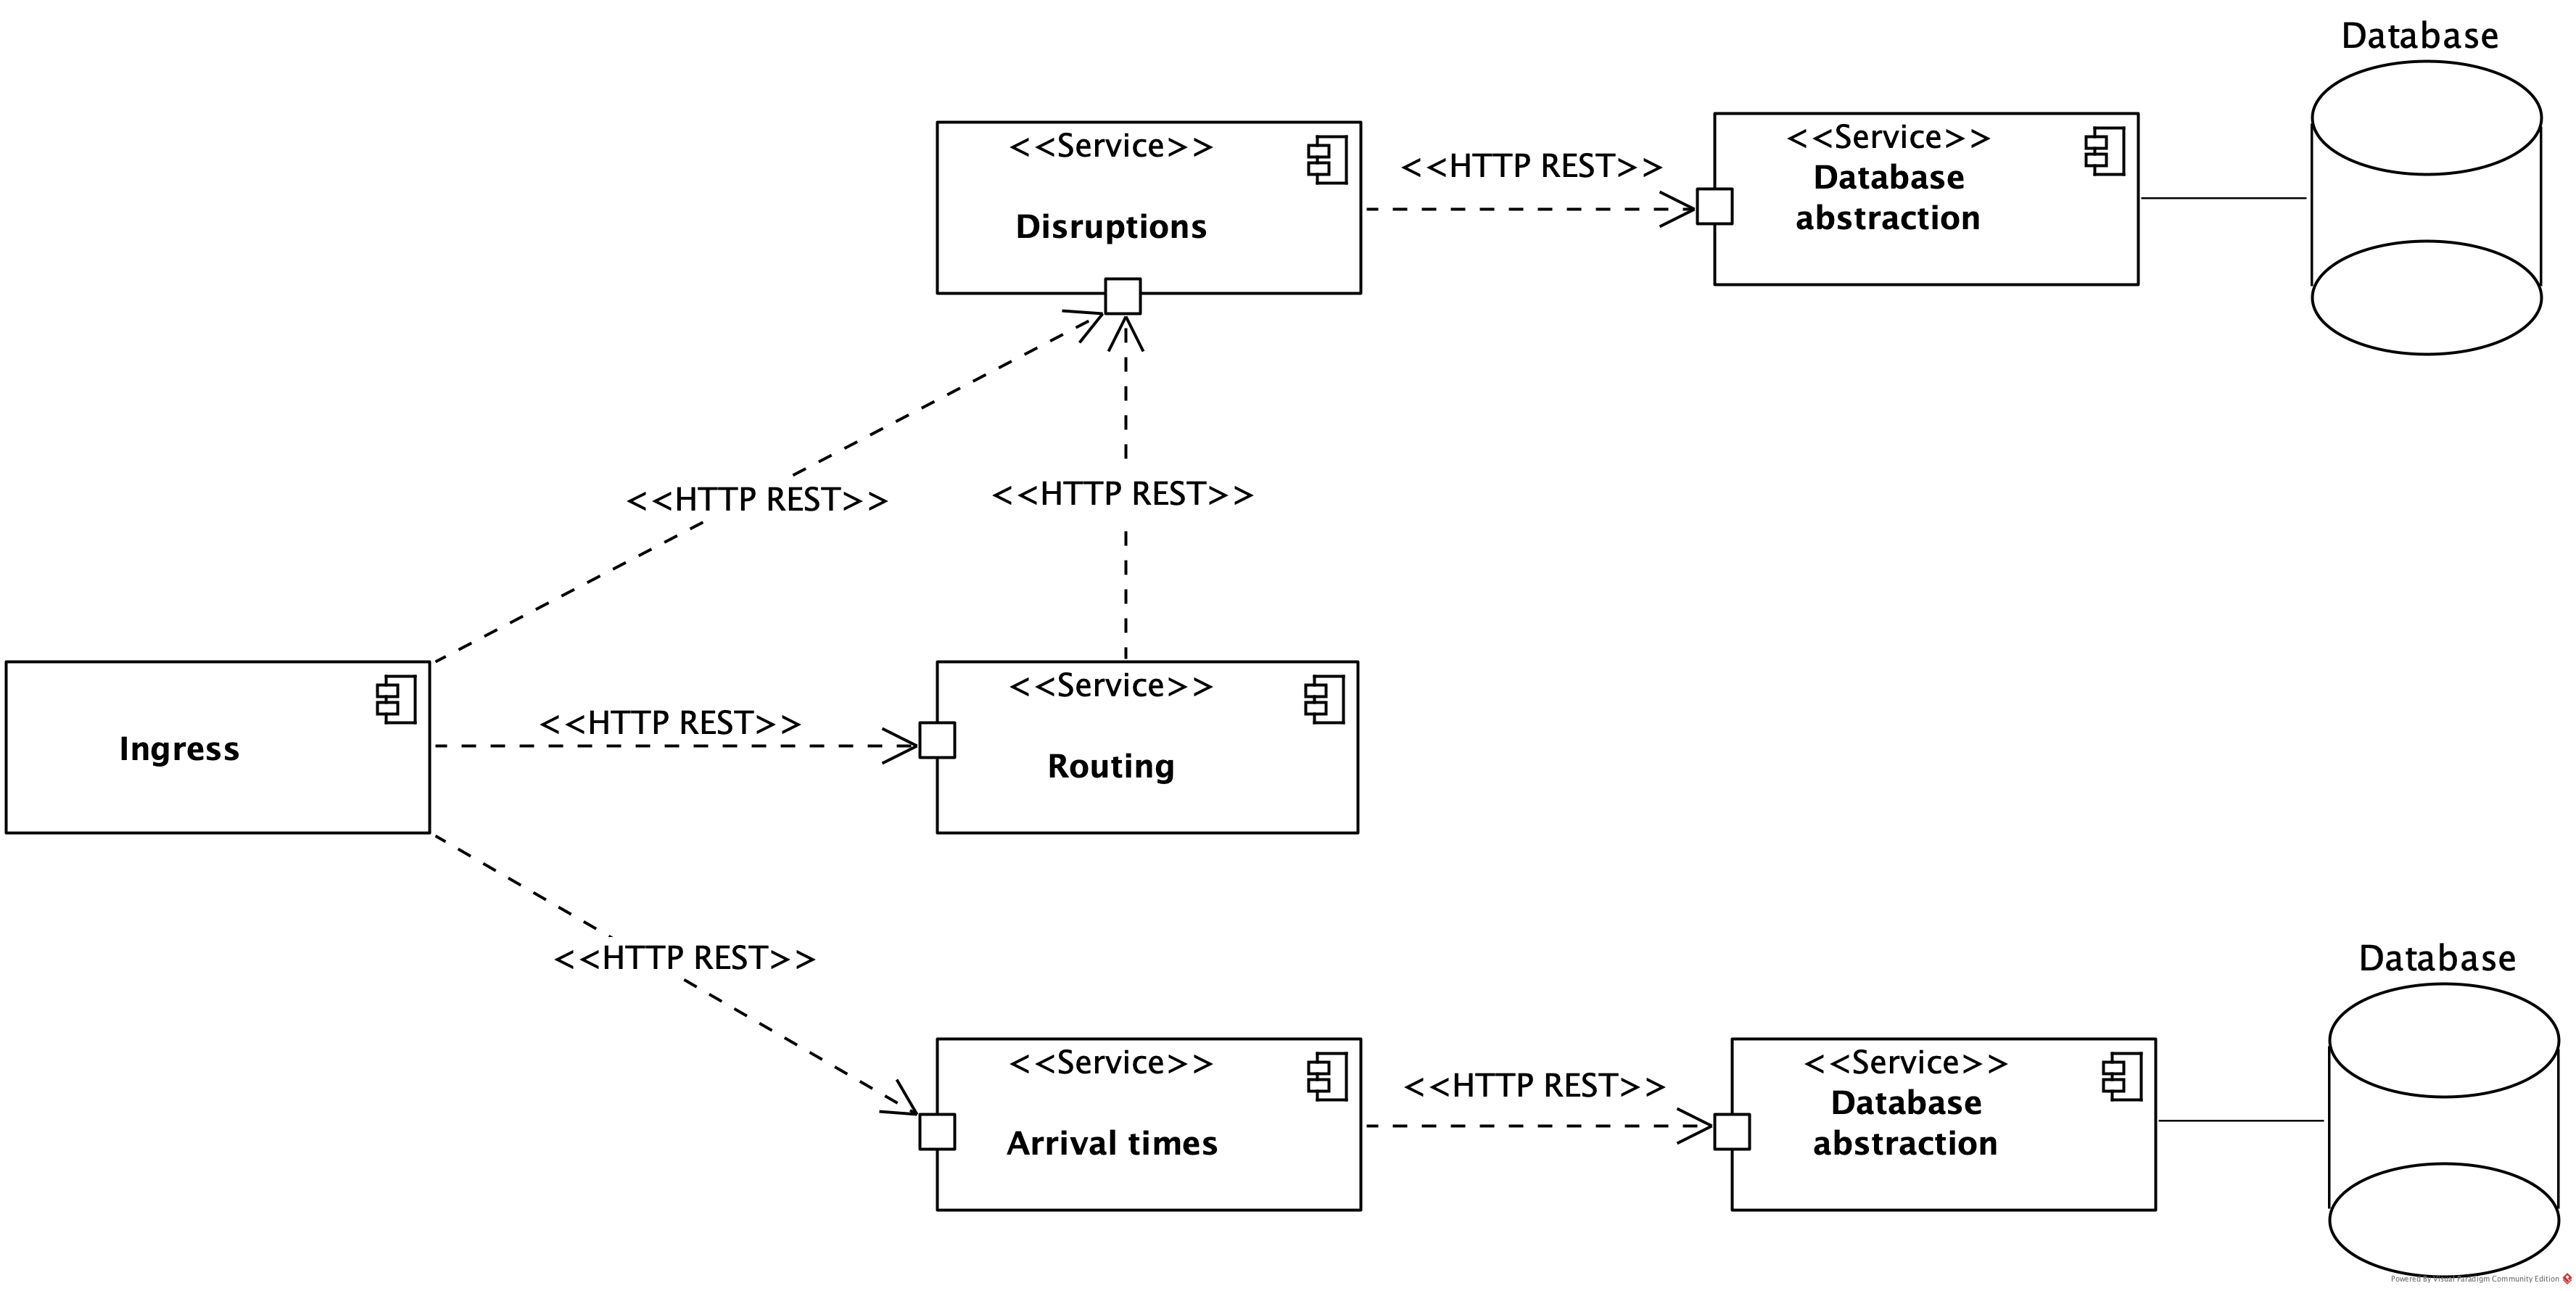 Database
<<Service>>
Disruptions
<<HTTP REST>>
<<Service>>
Database
abstraction
<<HTTP REST>>
<<HTTP REST>>
Ingress
<<HTTP REST>>
<<Service>>
Routing
<<HTTP REST>>
Database
<<Service>>
Arrival times
<<HTTP REST>>
<<Service>>
Database
abstraction
Powered By Visual Paradigm Community Edition